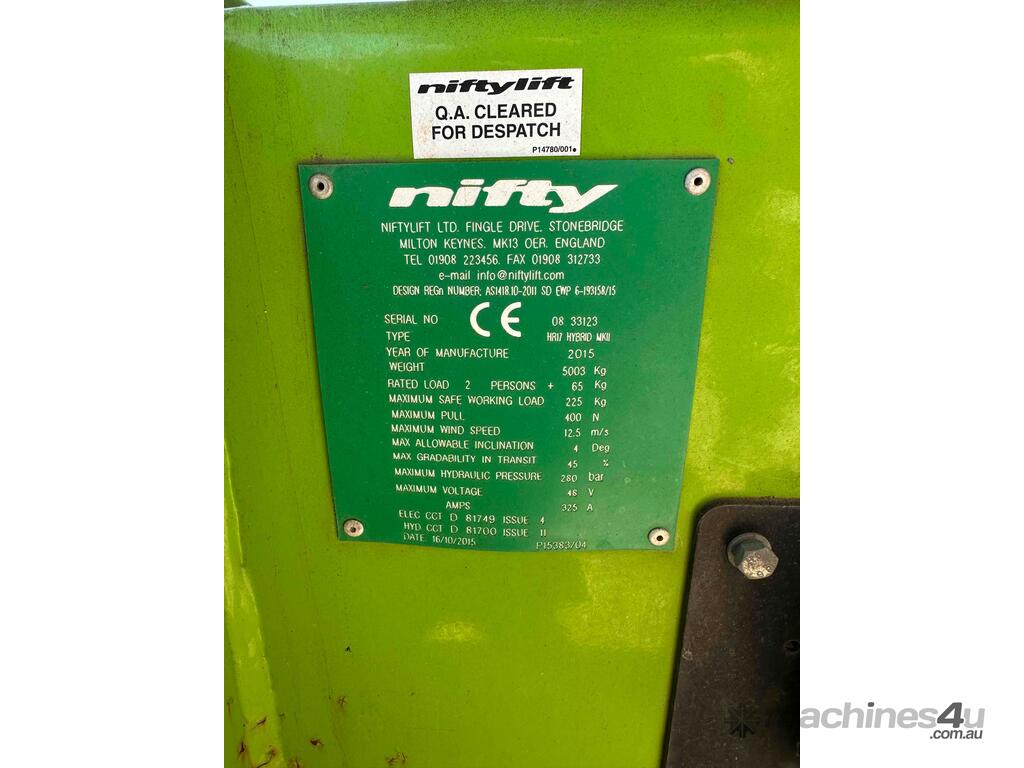 niftylift
Q.A. CLEARED
FOR DESPATCH
P14780/001
nifty
NIFTYLIFT LTD. FINGLE DRIVE. STONEBRIDGE
MILTON KEYNES. MK13 OER. ENGLAND
TEL 01908 223456. FAX 01908 312733
e-mail info@niftylift.com
DESIGN REGn NUMBER; AS1418.10-2011 SD EWP 6-193158/15
SERIAL NO CE 08 33123
TYPE HR17 HYBRID MKII
YEAR OF MANUFACTURE 2015
WEIGHT 5003 Kg
RATED LOAD 2 PERSONS + 65 Kg
MAXIMUM SAFE WORKING LOAD 225 Kg
MAXIMUM PULL 400 N
MAXIMUM WIND SPEED 12.5 m/s
MAX ALLOWABLE INCLINATION 4 Deg
MAX GRADABILITY IN TRANSIT 45 %
MAXIMUM HYDRAULIC PRESSURE 280 bar
MAXIMUM VOLTAGE 48 V
AMPS 325 A
ELEC CCT D 81749 ISSUE 4
HYD CCT D 81700 ISSUE 11
DATE 16/10/2015 P15383/04
machines4u
.com.au